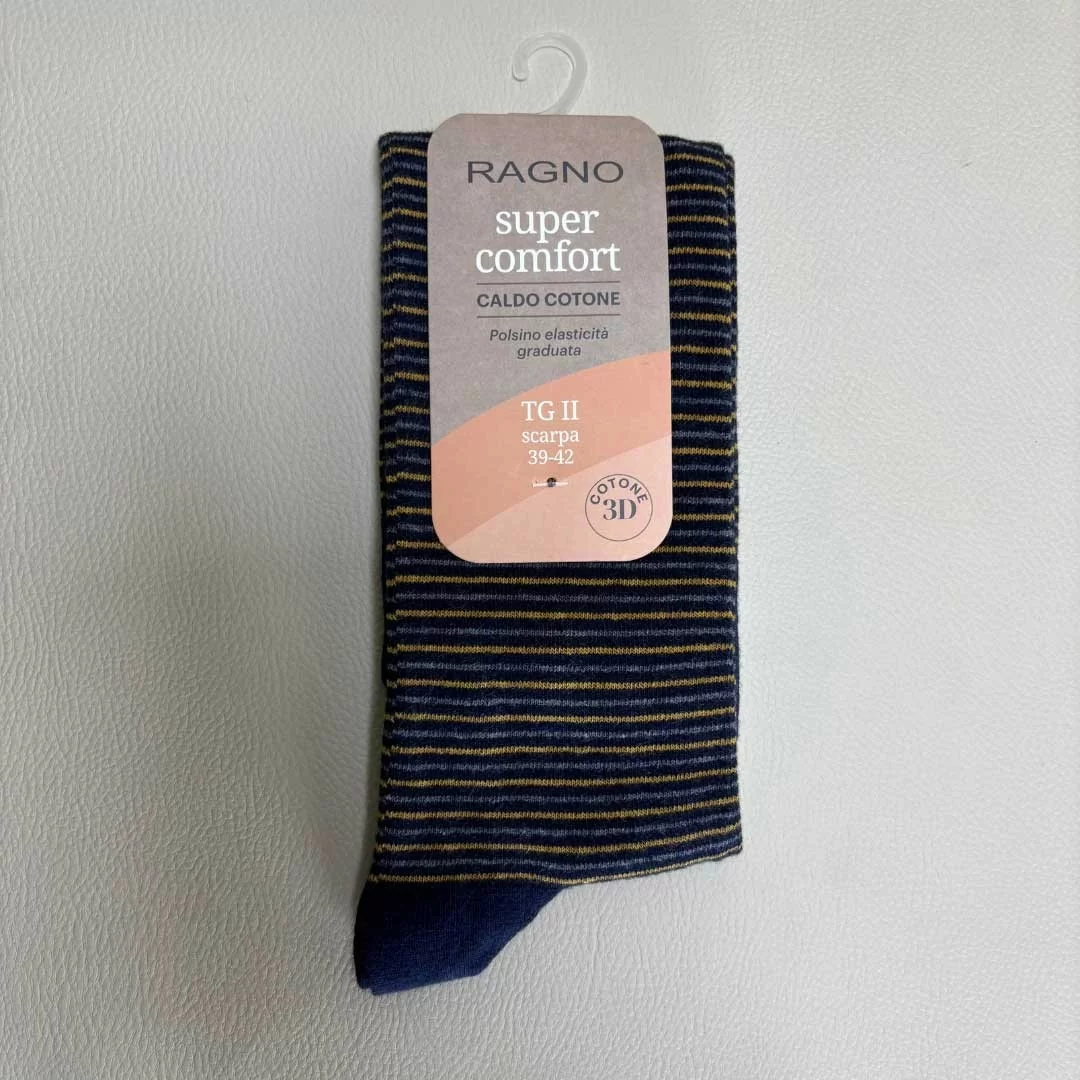 RAGNO
super
comfort
CALDO COTONE
Polsino elasticità
graduata
TG II
scarpa
39-42
COTONE
3D